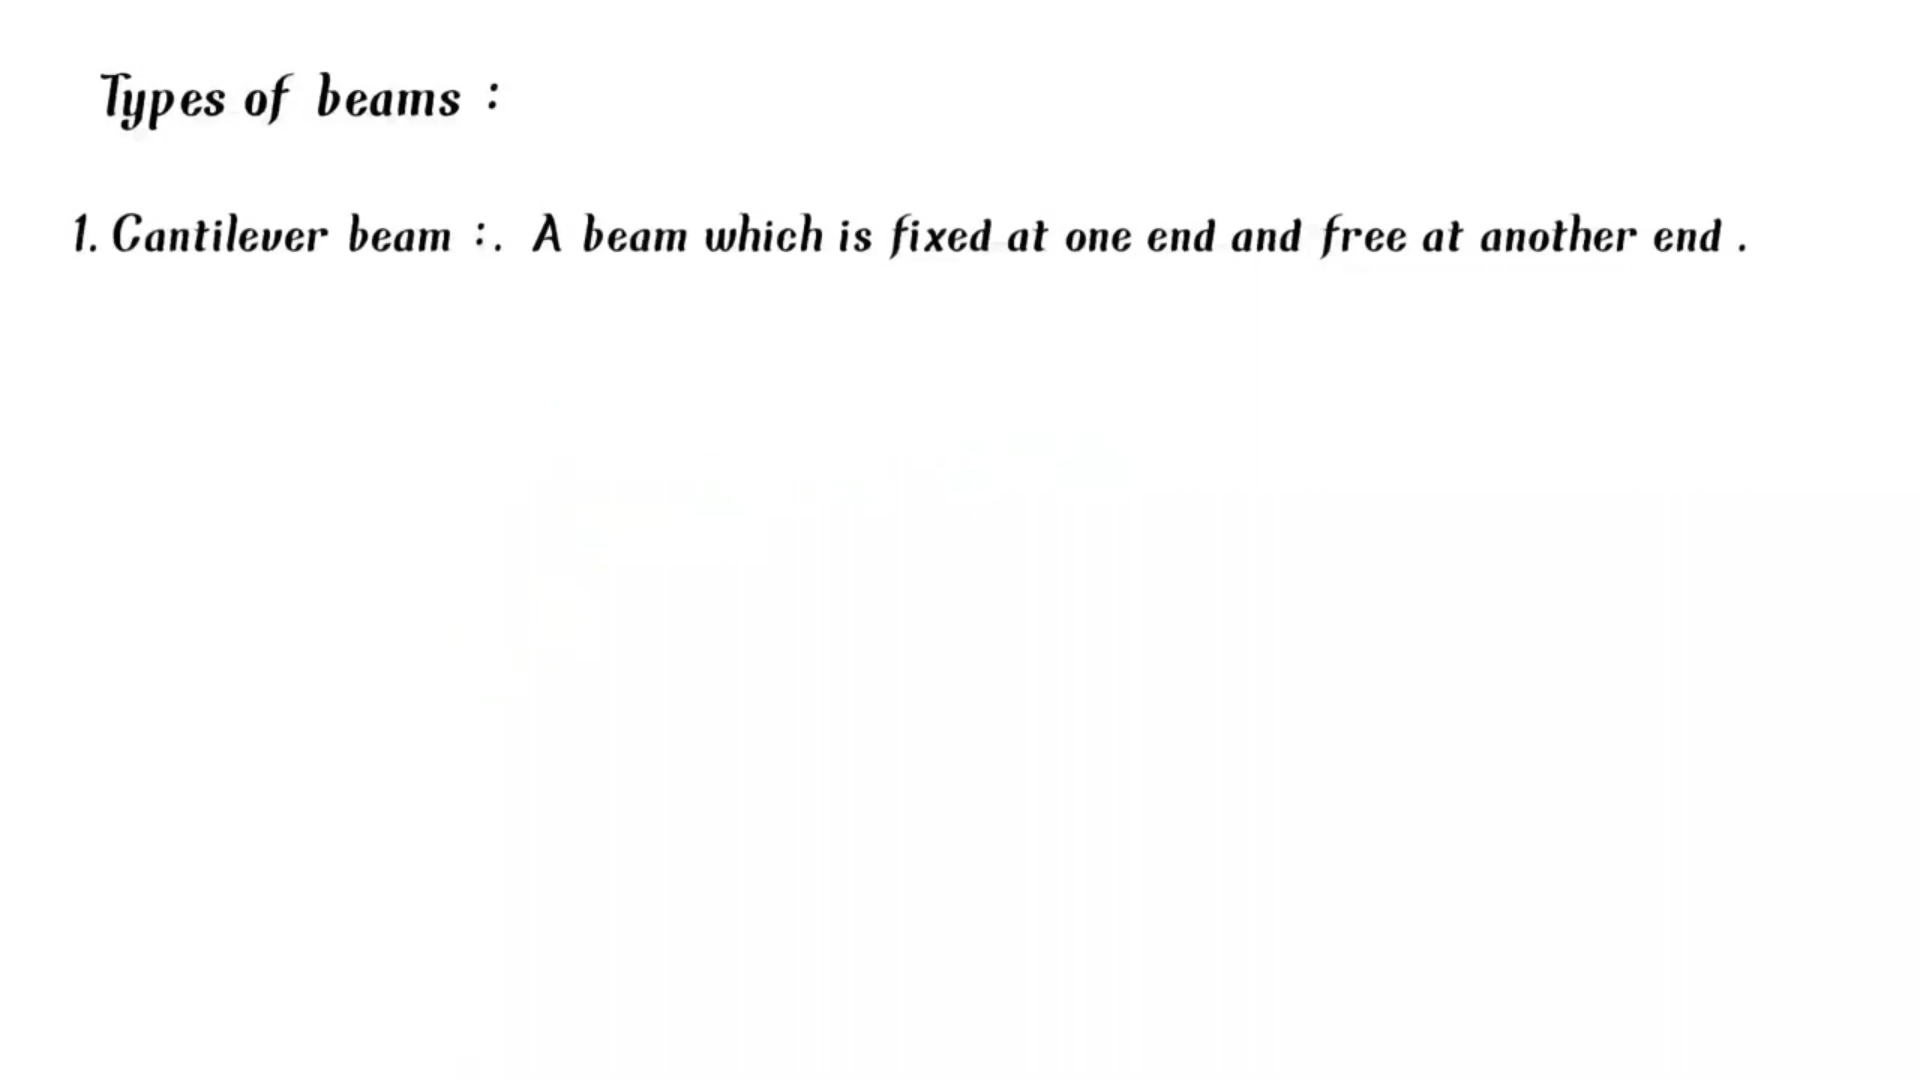 Types of beams :
1. Cantilever beam :. A beam which is fixed at one end and free at another end .